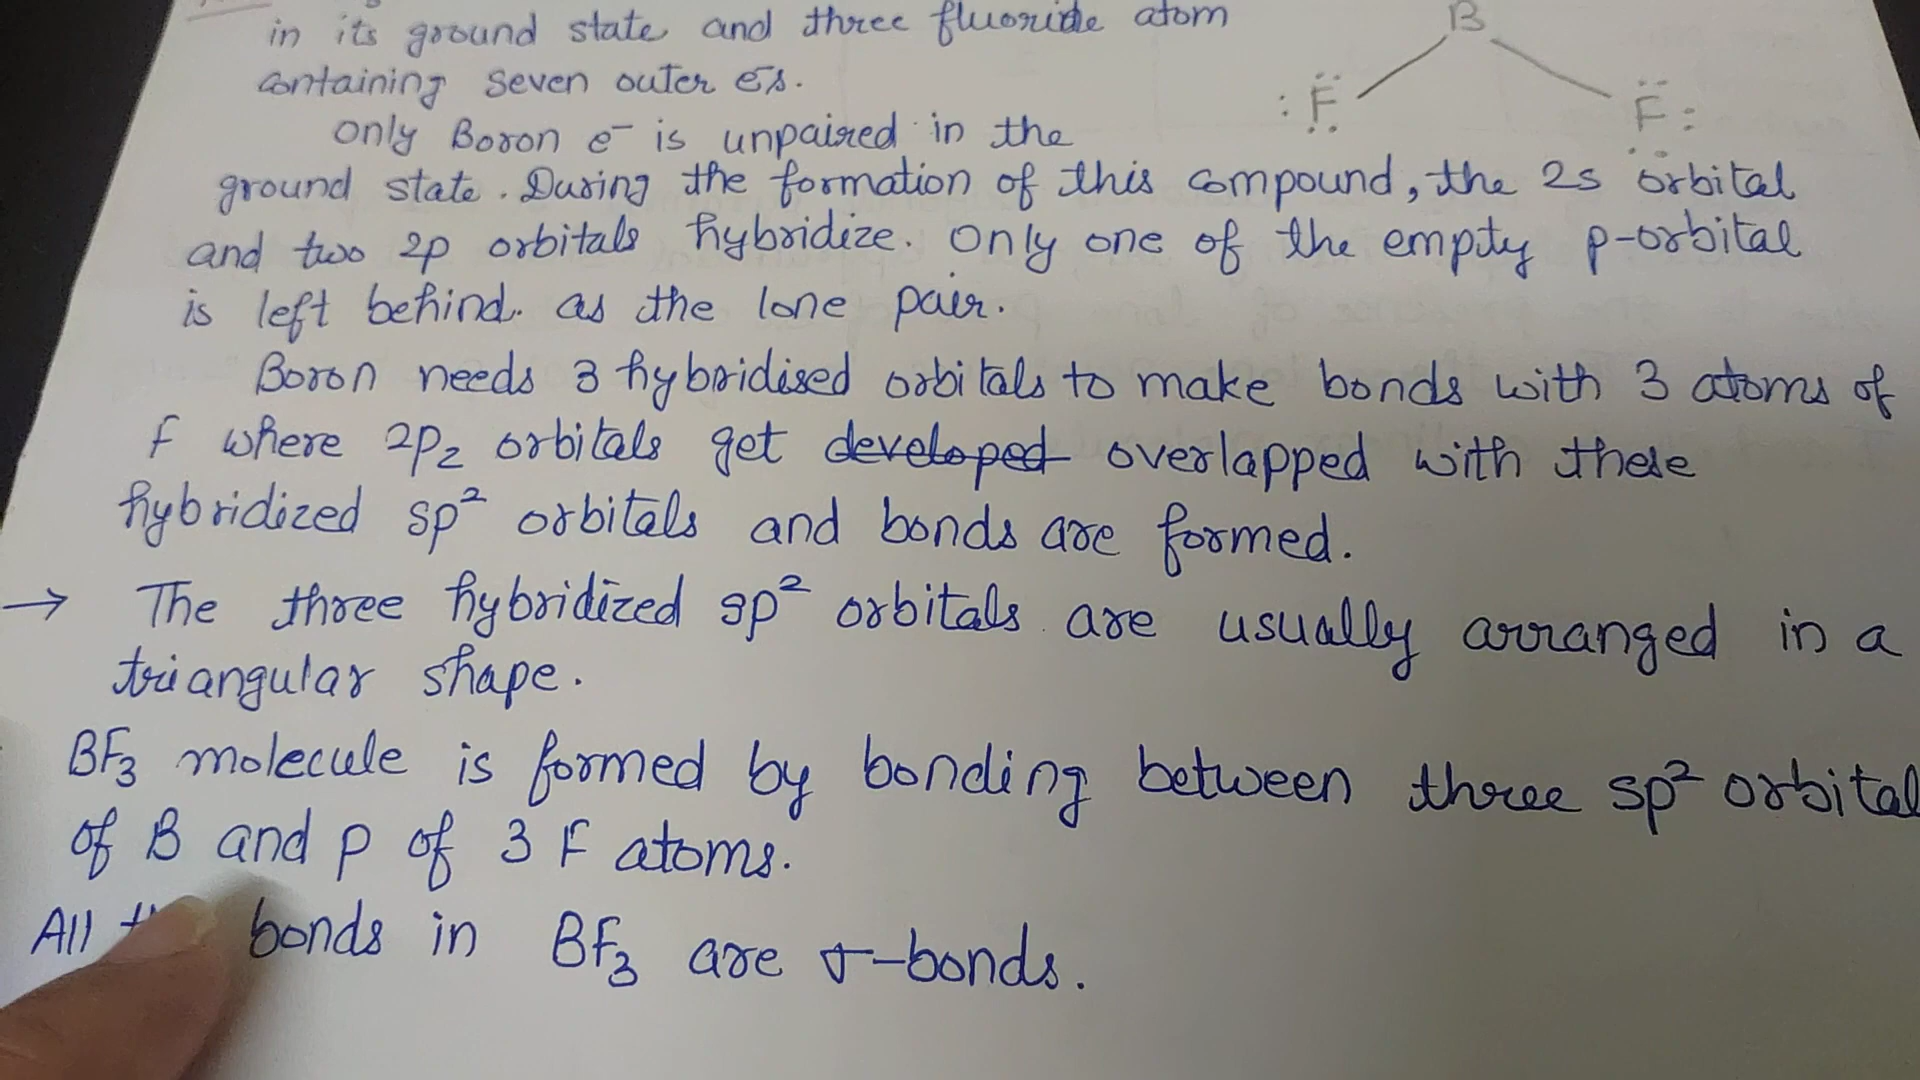 in its ground state and three fluoride atom
containing seven outer es.
only Boron e⁻ is unpaired in the
ground state. During the formation of this compound, the 2s orbital
and two 2p orbitals hybridize. Only one of the empty p-orbital
is left behind. as the lone pair.
Boron needs 3 hybridised orbitals to make bonds with 3 atoms of
F where 2pz orbitals get developed overlapped with these
hybridized sp² orbitals and bonds are formed.
→ The three hybridized sp² orbitals are usually arranged in a
triangular shape.
BF₃ molecule is formed by bonding between three sp² orbital
of B and p of 3 F atoms.
All bonds in BF₃ are σ-bonds.
B
:F F: